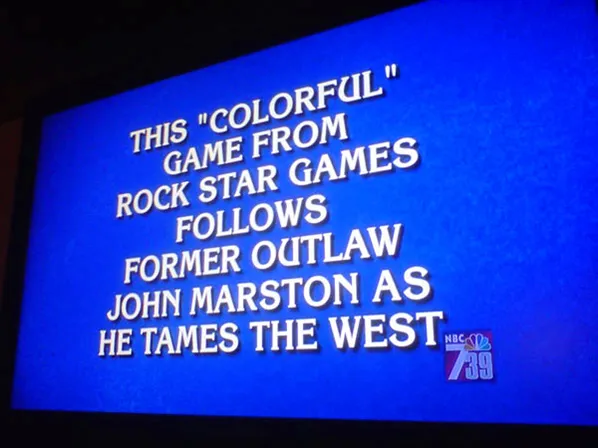 THIS "COLORFUL"
GAME FROM
ROCK STAR GAMES
FOLLOWS
FORMER OUTLAW
JOHN MARSTON AS
HE TAMES THE WEST
NBC
7 39